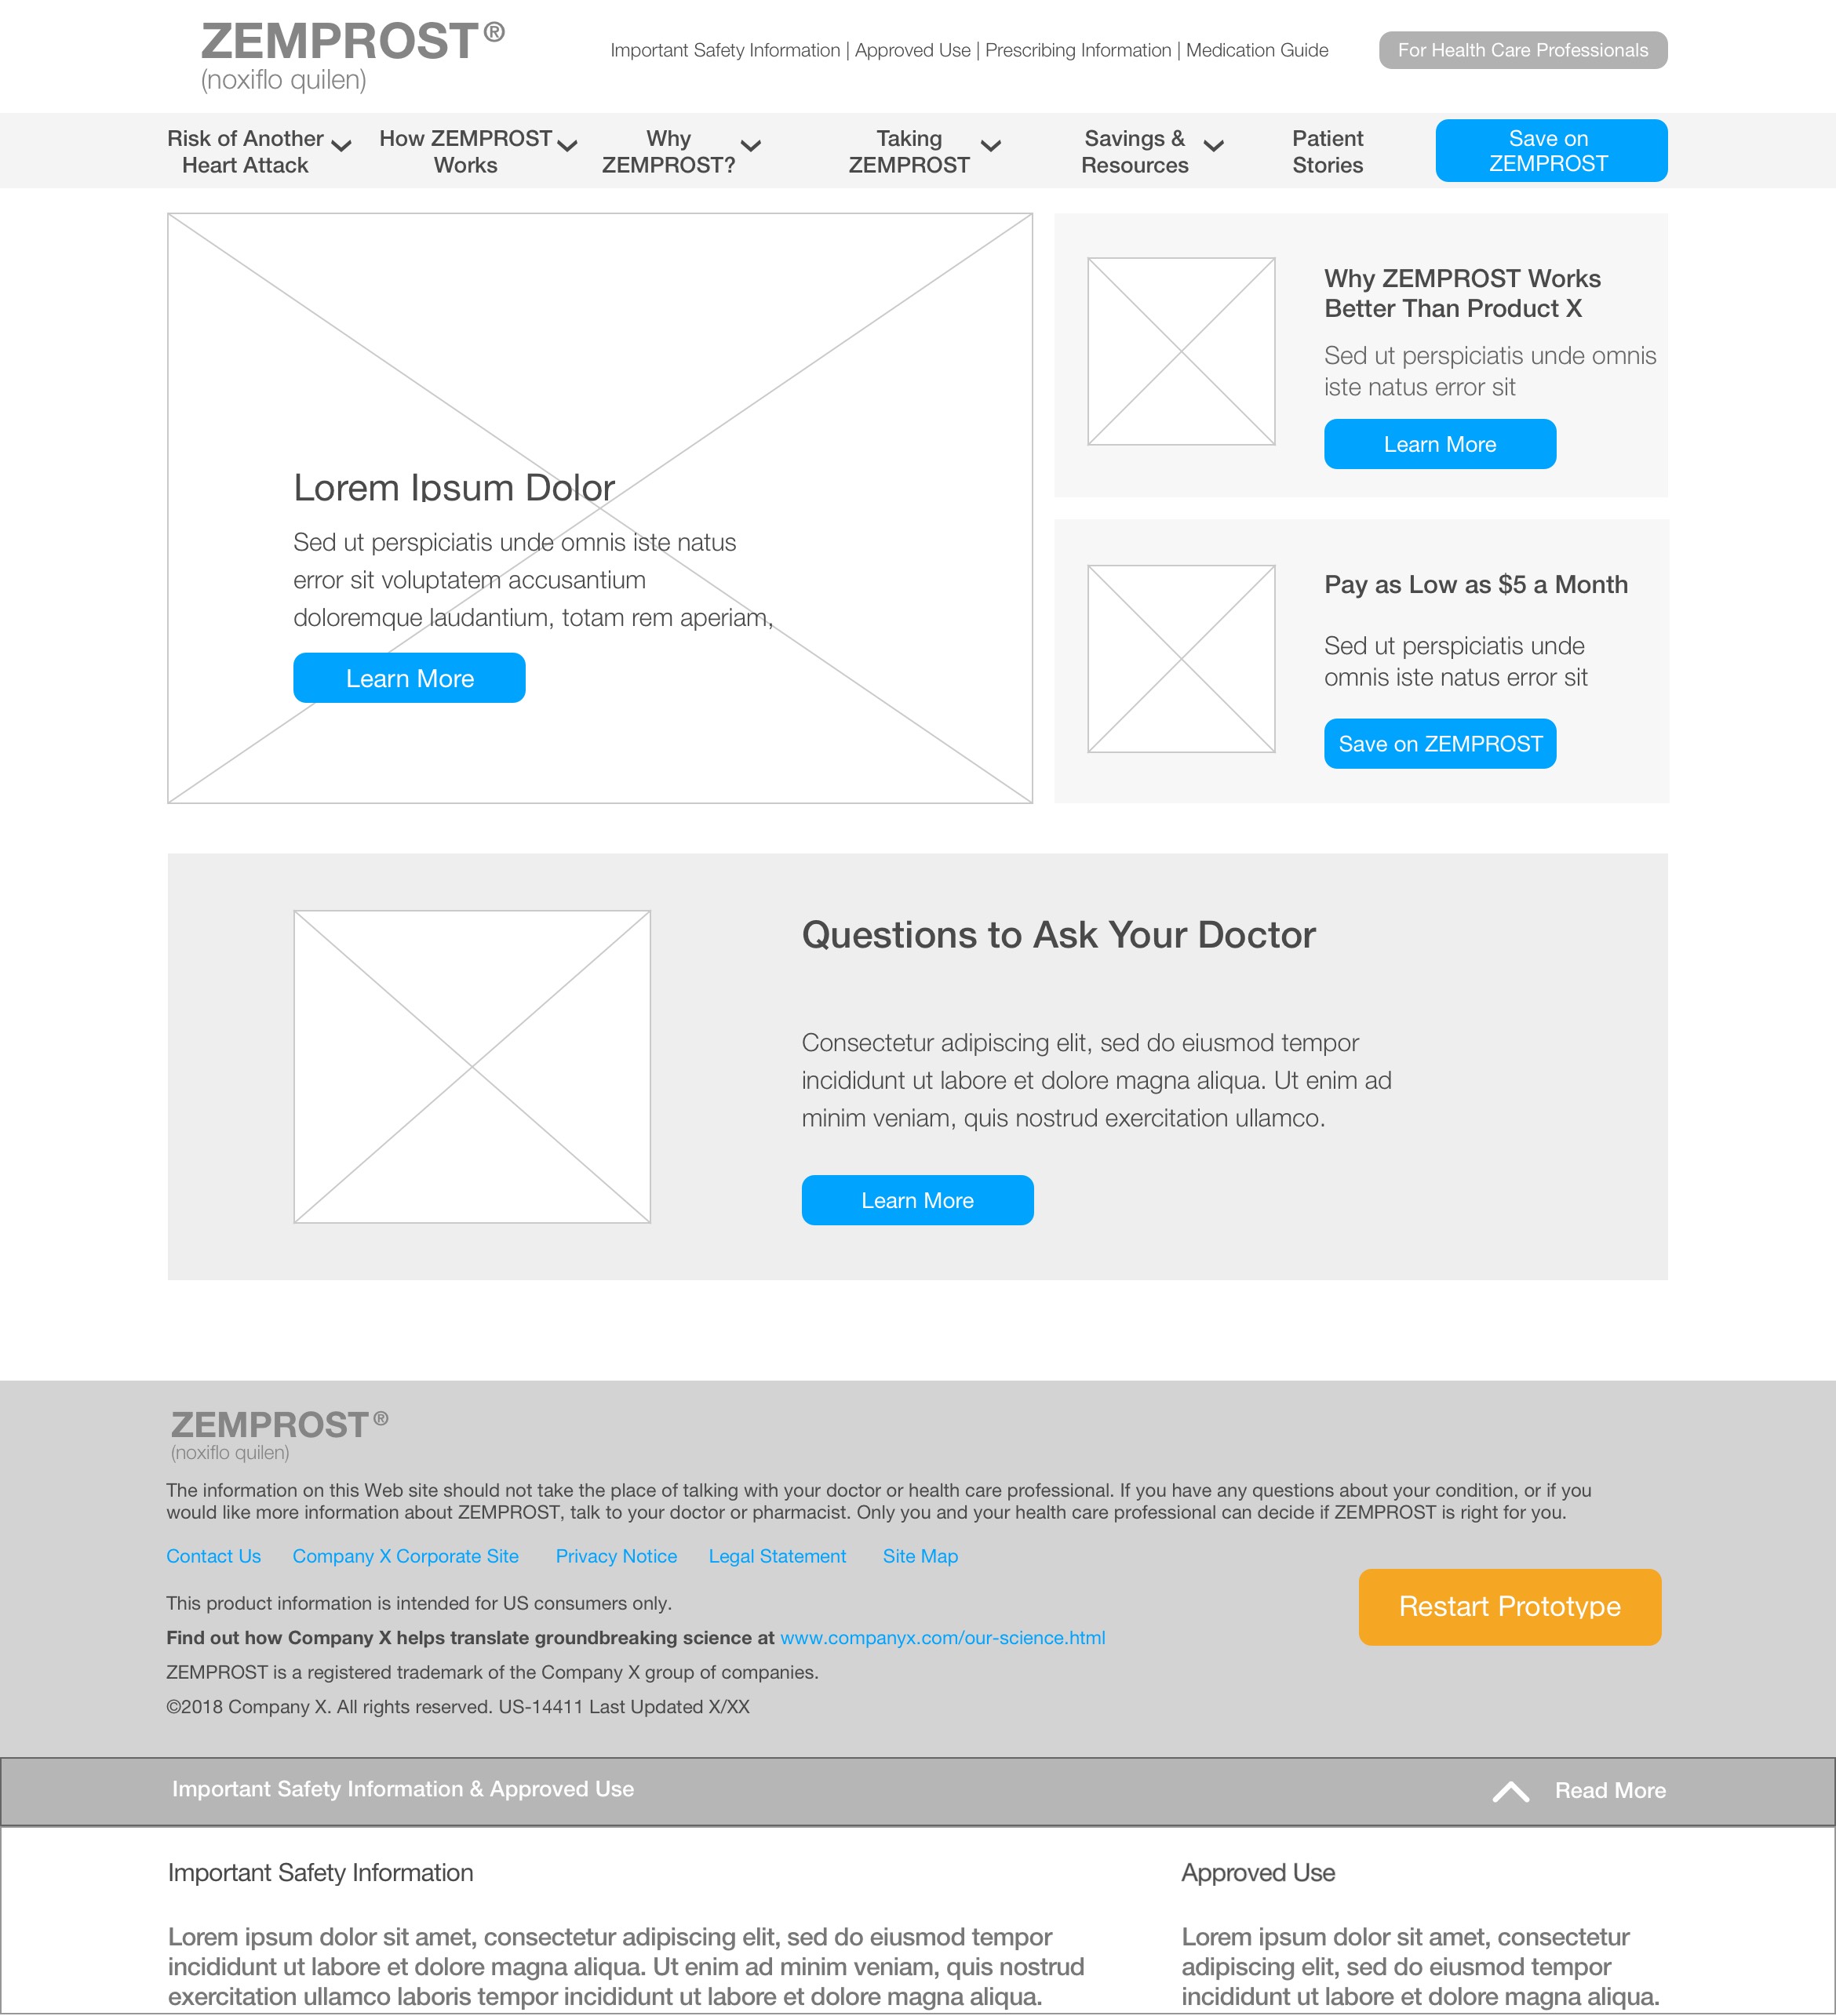 ZEMPROST®
(noxiflo quilen)
Important Safety Information | Approved Use | Prescribing Information | Medication Guide
For Health Care Professionals
Risk of Another
Heart Attack
How ZEMPROST
Works
Why
ZEMPROST?
Taking
ZEMPROST
Savings &
Resources
Patient
Stories
Save on
ZEMPROST
Lorem Ipsum Dolor
Sed ut perspiciatis unde omnis iste natus
error sit voluptatem accusantium
doloremque laudantium, totam rem aperiam,
Learn More
Why ZEMPROST Works
Better Than Product X
Sed ut perspiciatis unde omnis
iste natus error sit
Learn More
Pay as Low as $5 a Month
Sed ut perspiciatis unde
omnis iste natus error sit
Save on ZEMPROST
Questions to Ask Your Doctor
Consectetur adipiscing elit, sed do eiusmod tempor
incididunt ut labore et dolore magna aliqua. Ut enim ad
minim veniam, quis nostrud exercitation ullamco.
Learn More
ZEMPROST®
(noxiflo quilen)
The information on this Web site should not take the place of talking with your doctor or health care professional. If you have any questions about your condition, or if you
would like more information about ZEMPROST, talk to your doctor or pharmacist. Only you and your health care professional can decide if ZEMPROST is right for you.
Contact Us Company X Corporate Site Privacy Notice Legal Statement Site Map
This product information is intended for US consumers only.
Find out how Company X helps translate groundbreaking science at www.companyx.com/our-science.html
ZEMPROST is a registered trademark of the Company X group of companies.
©2018 Company X. All rights reserved. US-14411 Last Updated X/XX
Restart Prototype
Important Safety Information & Approved Use
Read More
Important Safety Information
Lorem ipsum dolor sit amet, consectetur adipiscing elit, sed do eiusmod tempor
incididunt ut labore et dolore magna aliqua. Ut enim ad minim veniam, quis nostrud
exercitation ullamco laboris tempor incididunt ut labore et dolore magna aliqua.
Approved Use
Lorem ipsum dolor sit amet, consectetur
adipiscing elit, sed do eiusmod tempor
incididunt ut labore et dolore magna aliqua.